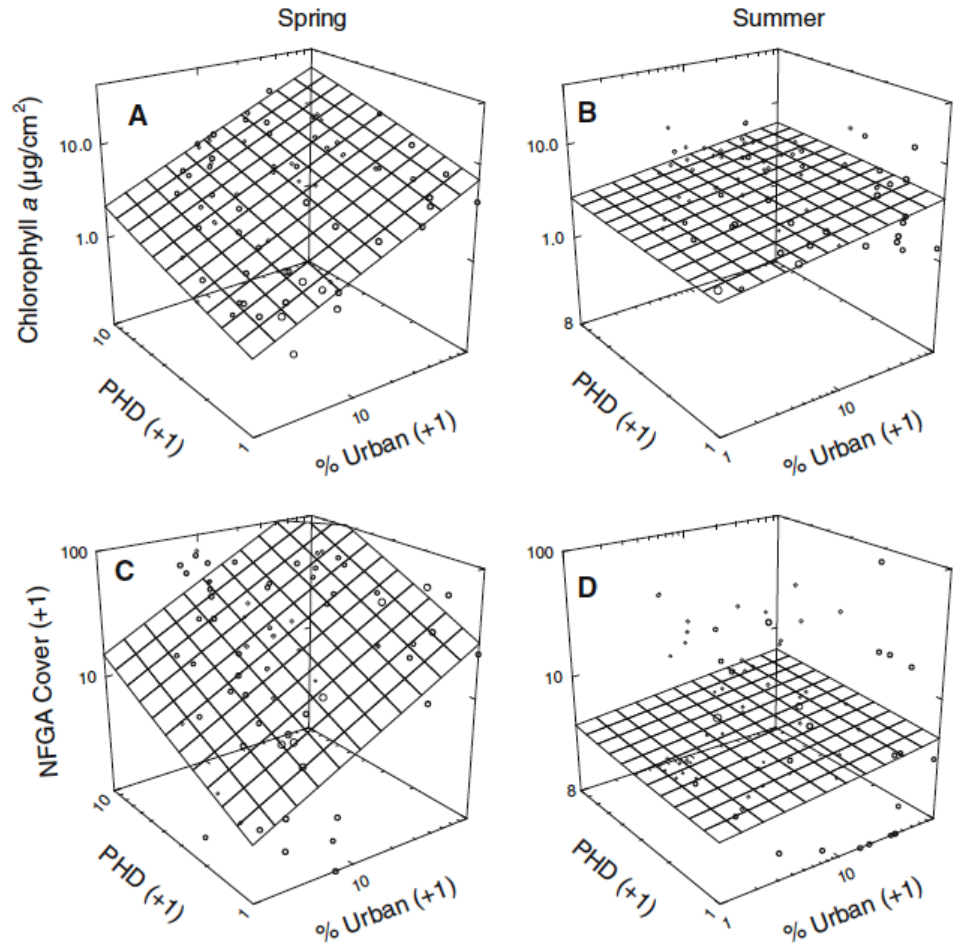 Spring
Summer
A
B
Chlorophyll a (µg/cm²)
10.0
1.0
10.0
1.0
10
PHD (+1)
1
10
% Urban (+1)
8
PHD (+1)
1
1
10
% Urban (+1)
C
D
NFGA Cover (+1)
100
10
100
10
10
PHD (+1)
1
10
% Urban (+1)
8
PHD (+1)
1
1
10
% Urban (+1)